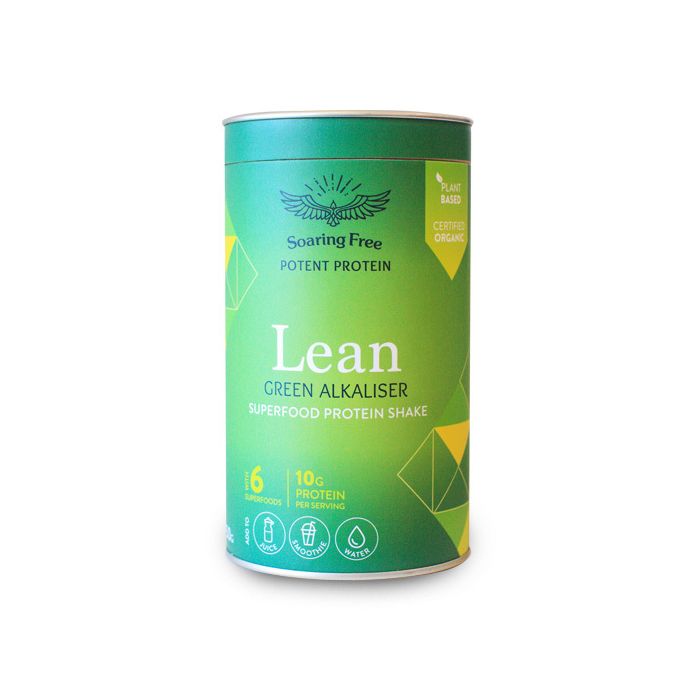 PLANT
BASED
CERTIFIED
ORGANIC
Soaring Free
POTENT PROTEIN
Lean
GREEN ALKALISER
SUPERFOOD PROTEIN SHAKE
WITH 6
SUPERFOODS
10G
PROTEIN
PER SERVING
ADD TO
JUICE
SMOOTHIE
WATER